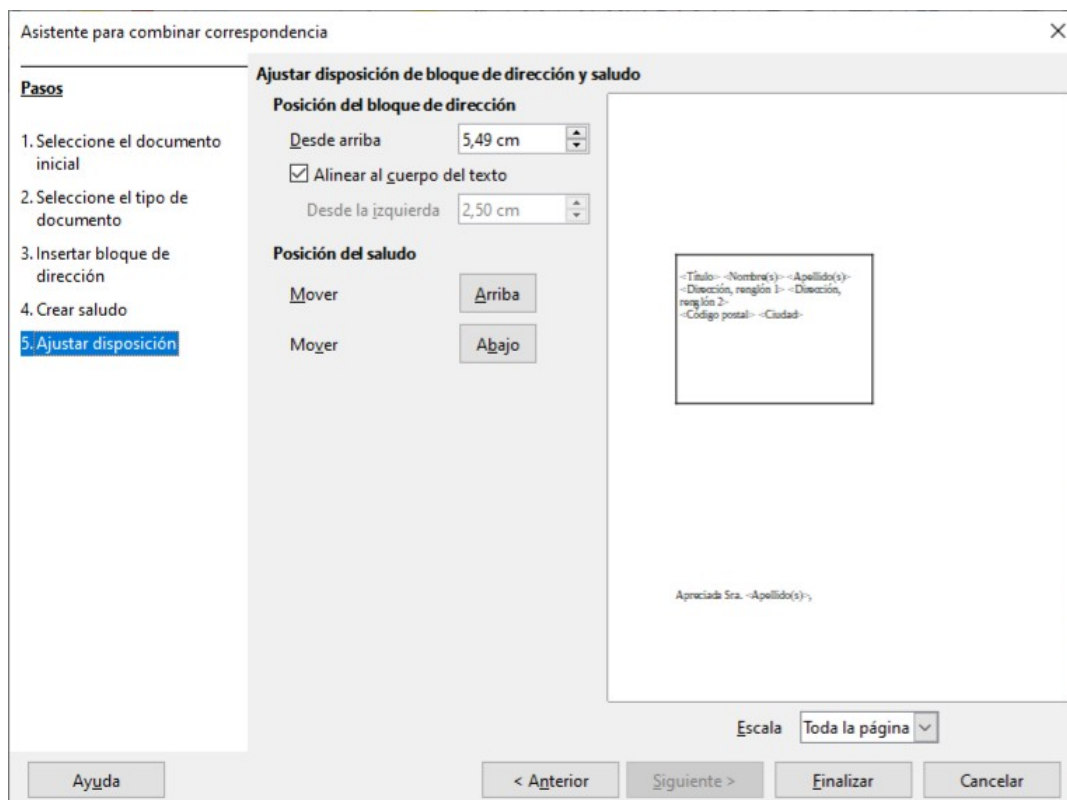 Asistente para combinar correspondencia
Pasos
1. Seleccione el documento
inicial
2. Seleccione el tipo de
documento
3. Insertar bloque de
dirección
4. Crear saludo
5. Ajustar disposición
Ajustar disposición de bloque de dirección y saludo
Posición del bloque de dirección
Desde arriba 5,49 cm
Alinear al cuerpo del texto
Desde la izquierda 2,50 cm
Posición del saludo
Mover Arriba
Mover Abajo
<Título> <Nombre(s)> <Apellido(s)>
<Dirección, renglón 1> <Dirección,
renglón 2>
<Código postal> <Ciudad>
Apreciada Sra. <Apellido(s)>,
Escala Toda la página
Ayuda < Anterior Siguiente > Finalizar Cancelar